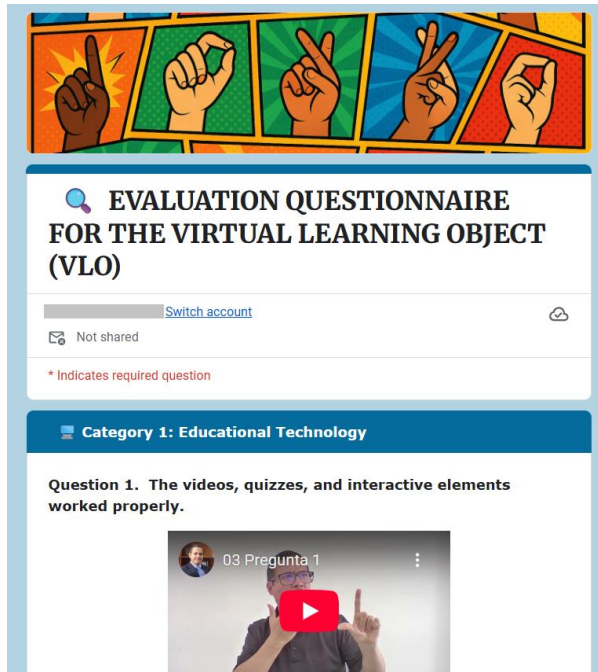 EVALUATION QUESTIONNAIRE
FOR THE VIRTUAL LEARNING OBJECT
(VLO)
Switch account
Not shared
* Indicates required question
Category 1: Educational Technology
Question 1. The videos, quizzes, and interactive elements
worked properly.
03 Pregunta 1